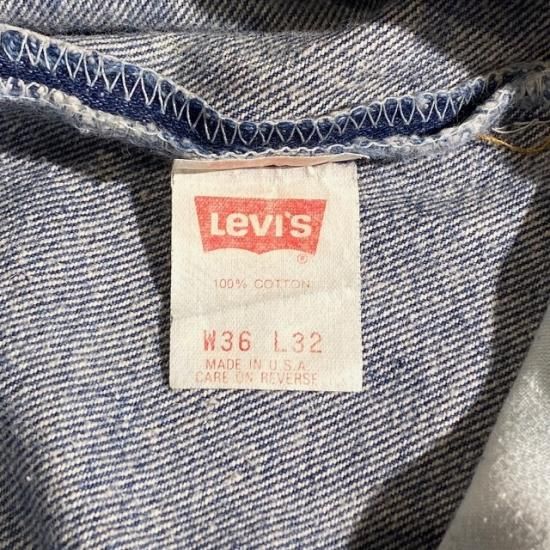 LEVI'S
®
100% COTTON
W36 L32
MADE IN U.S.A.
CARE ON REVERSE